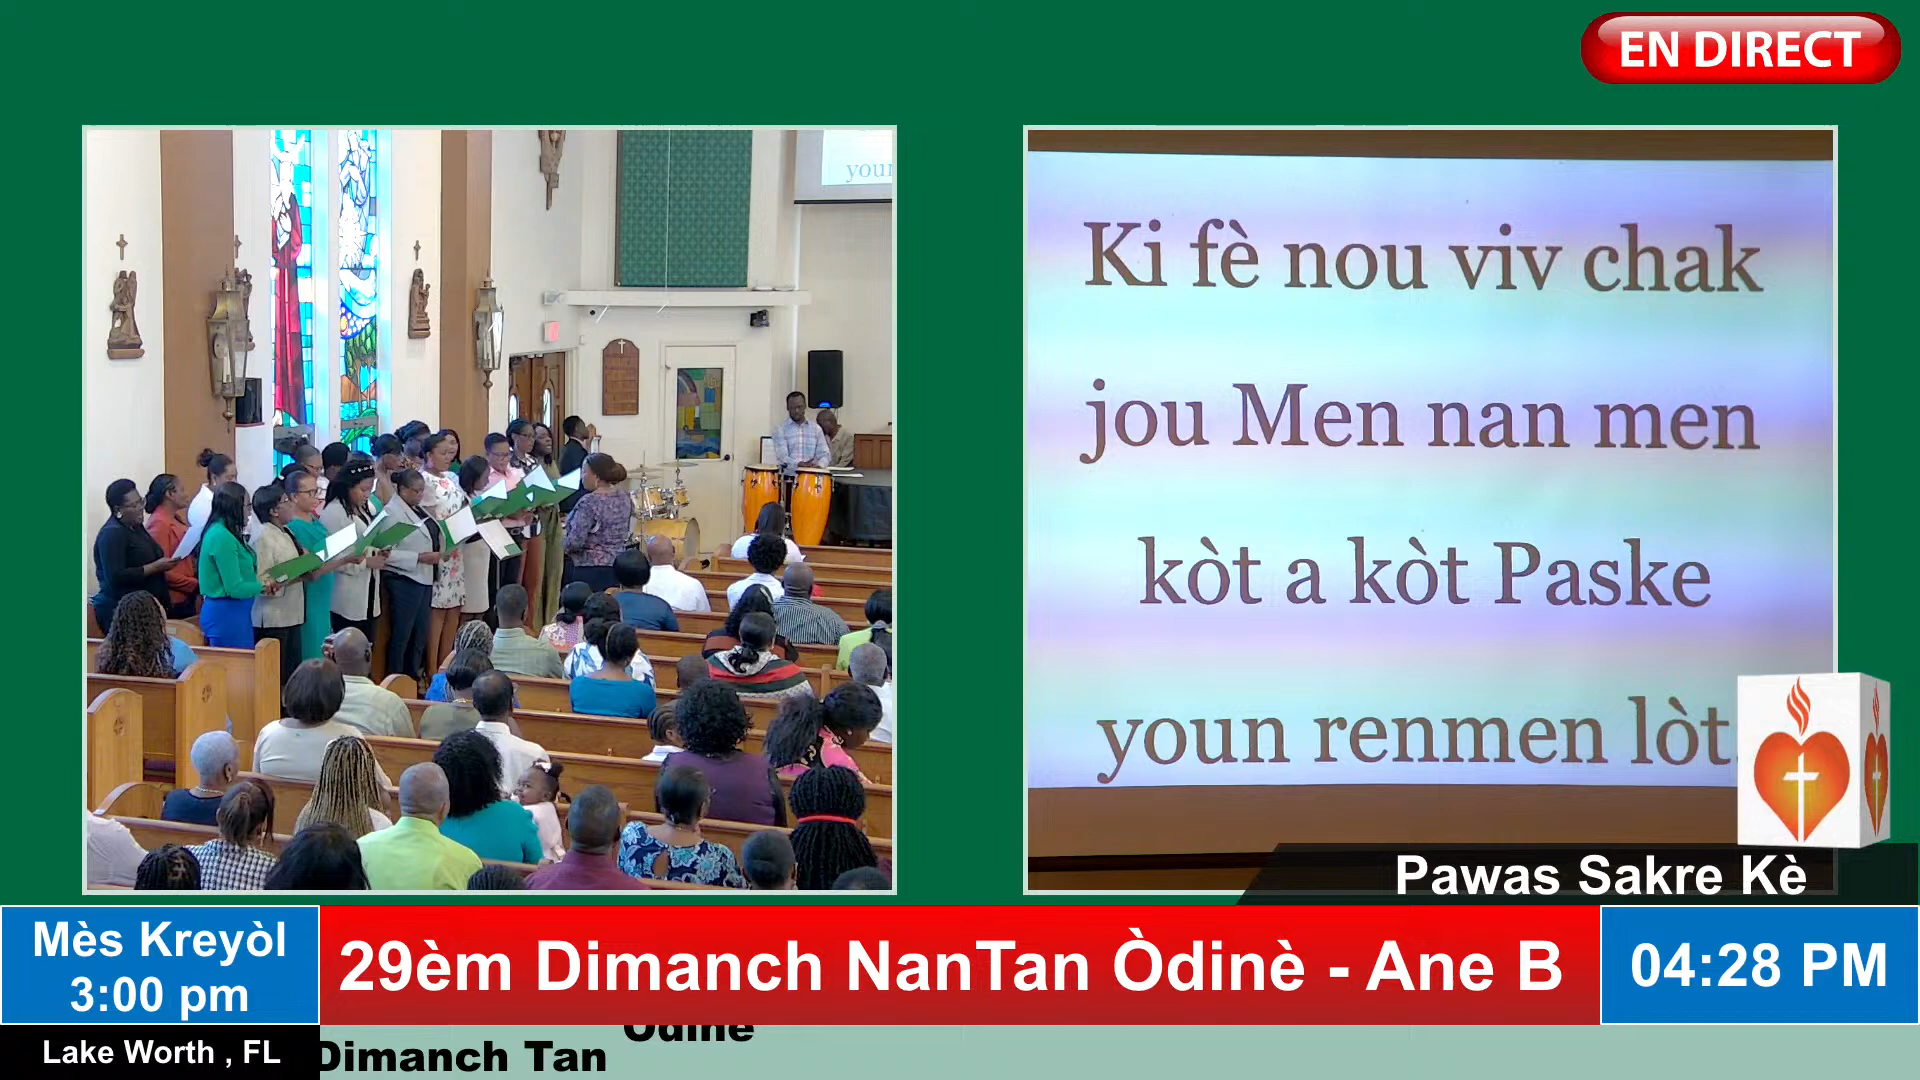 EN DIRECT
your
Ki fè nou viv chak
jou Men nan men
kòt a kòt Paske
youn renmen lòt.
Pawas Sakre Kè
Mès Kreyòl
3:00 pm
29èm Dimanch NanTan Òdinè - Ane B
04:28 PM
Lake Worth , FL
Dimanch Tan